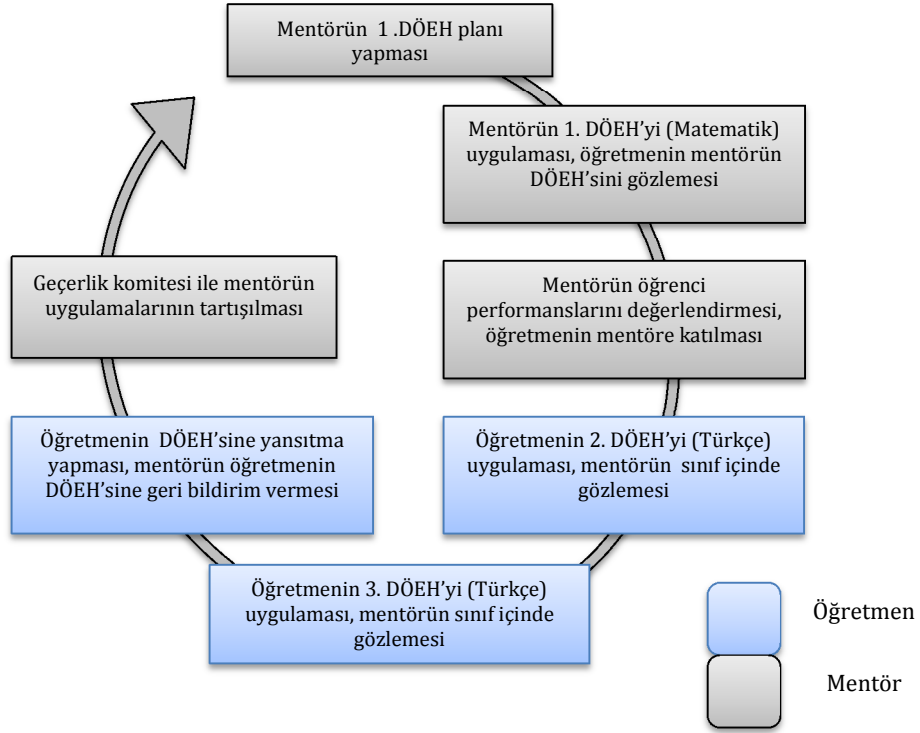 Mentörün 1 .DÖEH planı
yapması
Mentörün 1. DÖEH’yi (Matematik)
uygulaması, öğretmenin mentörün
DÖEH’sini gözlemesi
Mentörün öğrenci
performanslarını değerlendirmesi,
öğretmenin mentöre katılması
Öğretmenin 2. DÖEH’yi (Türkçe)
uygulaması, mentörün sınıf içinde
gözlemesi
Öğretmenin 3. DÖEH’yi (Türkçe)
uygulaması, mentörün sınıf içinde
gözlemesi
Öğretmenin DÖEH’sine yansıtma
yapması, mentörün öğretmenin
DÖEH’sine geri bildirim vermesi
Geçerlik komitesi ile mentörün
uygulamalarının tartışılması
Öğretmen
Mentör